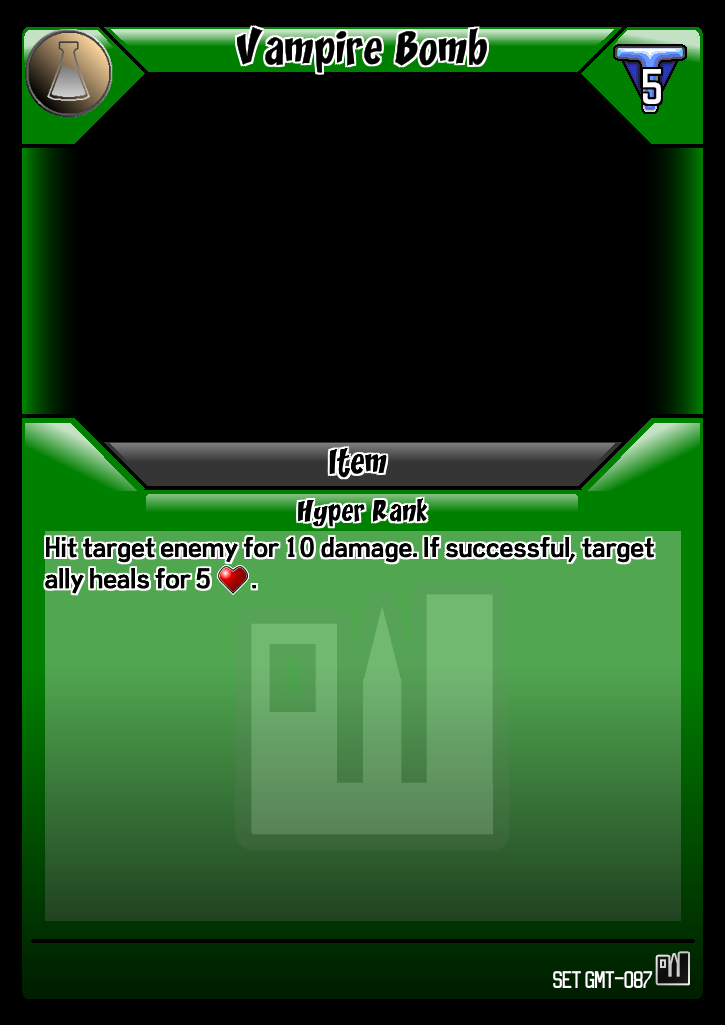 Vampire Bomb
5
Item
Hyper Rank
Hit target enemy for 10 damage. If successful, target
ally heals for 5 ❤.
SET GMT-087